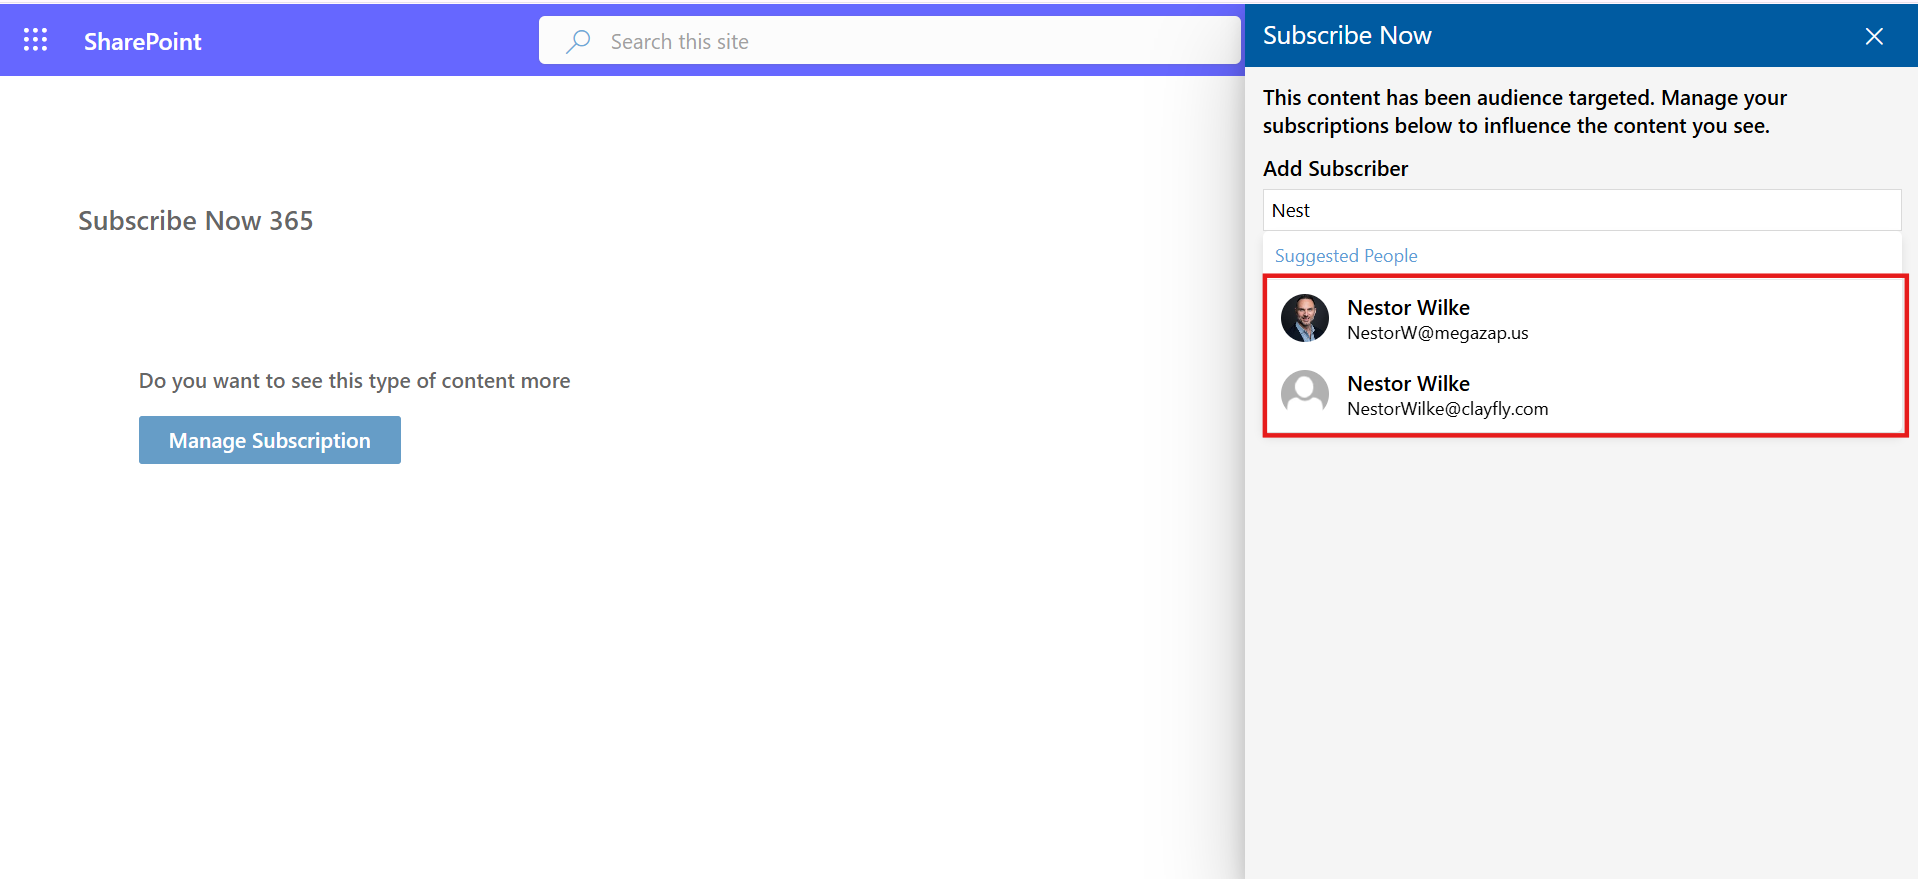 SharePoint
Search this site
Subscribe Now 365
Do you want to see this type of content more
Manage Subscription
Subscribe Now
This content has been audience targeted. Manage your
subscriptions below to influence the content you see.
Add Subscriber
Nest
Suggested People
Nestor Wilke
NestorW@megazap.us
Nestor Wilke
NestorWilke@clayfly.com